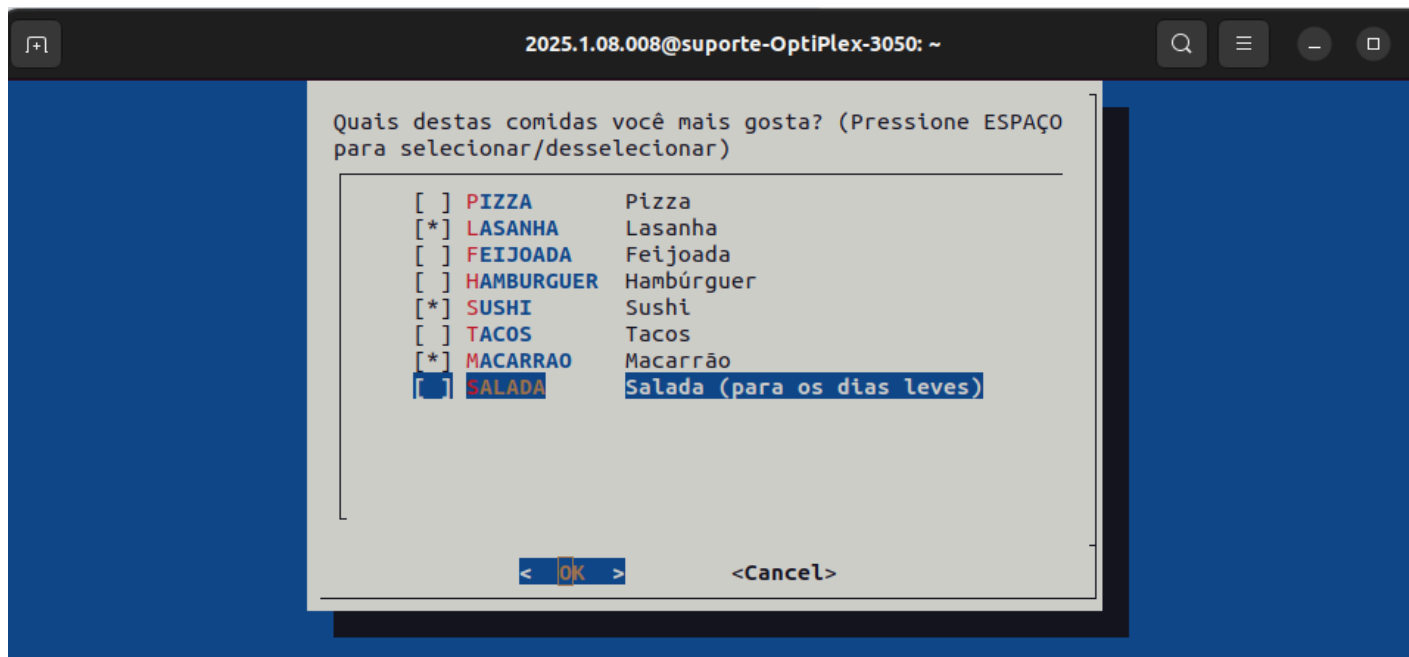 2025.1.08.008@suporte-OptiPlex-3050: ~
Quais destas comidas você mais gosta? (Pressione ESPAÇO
para selecionar/desselecionar)
[ ] PIZZA Pizza
[*] LASANHA Lasanha
[ ] FEIJOADA Feijoada
[ ] HAMBURGUER Hambúrguer
[*] SUSHI Sushi
[ ] TACOS Tacos
[*] MACARRAO Macarrão
[ ] SALADA Salada (para os dias leves)
< OK > <Cancel>